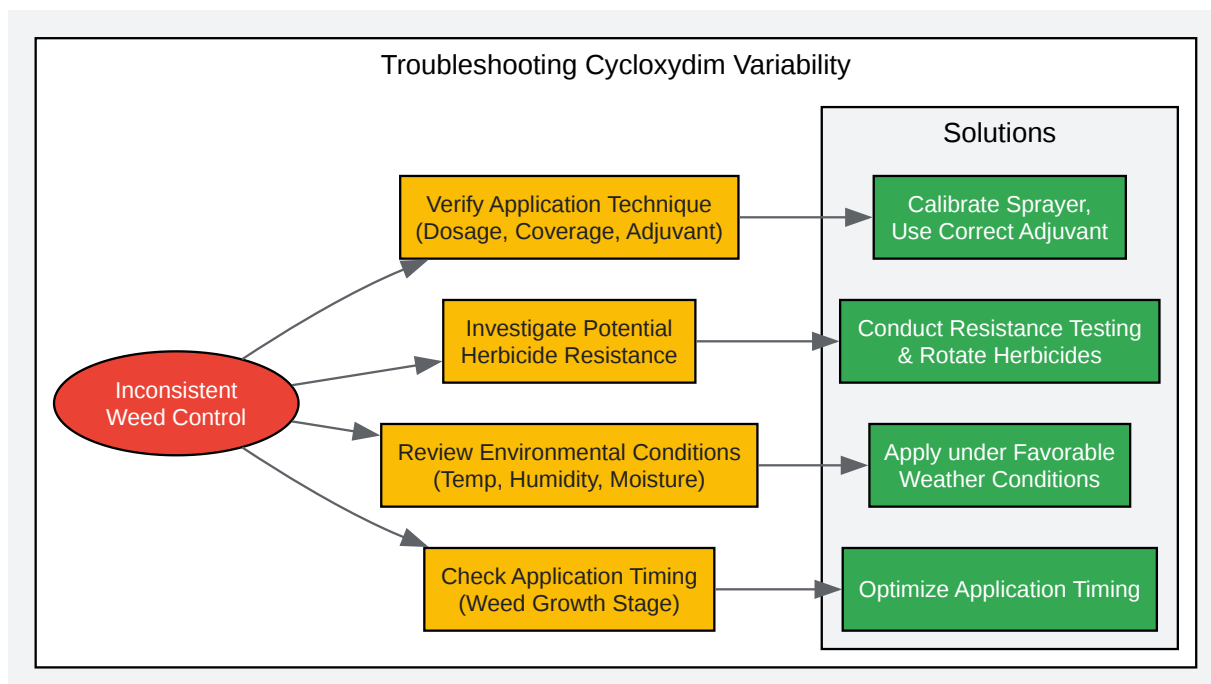 Troubleshooting Cycloxydim Variability
Solutions
Inconsistent
Weed Control
Verify Application Technique
(Dosage, Coverage, Adjuvant)
Calibrate Sprayer,
Use Correct Adjuvant
Investigate Potential
Herbicide Resistance
Conduct Resistance Testing
& Rotate Herbicides
Review Environmental Conditions
(Temp, Humidity, Moisture)
Apply under Favorable
Weather Conditions
Check Application Timing
(Weed Growth Stage)
Optimize Application Timing